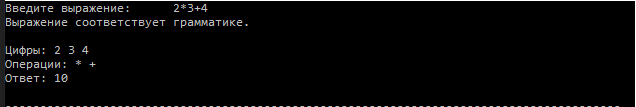 Введите выражение: 2*3+4
Выражение соответствует грамматике.
Цифры: 2 3 4
Операции: * +
Ответ: 10
--------------------------------------------------------------------------------